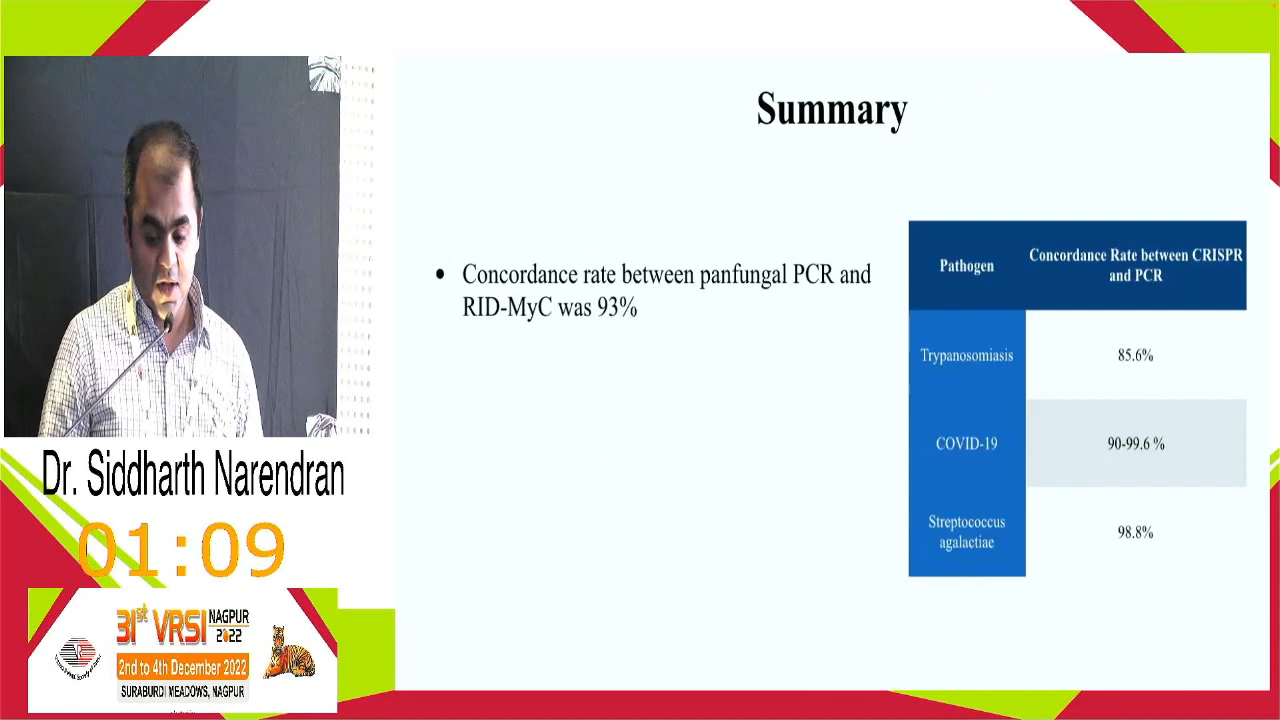 Summary
• Concordance rate between panfungal PCR and
RID-MyC was 93%
Pathogen
Concordance Rate between CRISPR
and PCR
Trypanosomiasis
85.6%
COVID-19
90-99.6 %
Streptococcus
agalactiae
98.8%
Dr. Siddharth Narendran
01:09
31st VRSI NAGPUR
2022
2nd to 4th December 2022
SURABURDI MEADOWS, NAGPUR